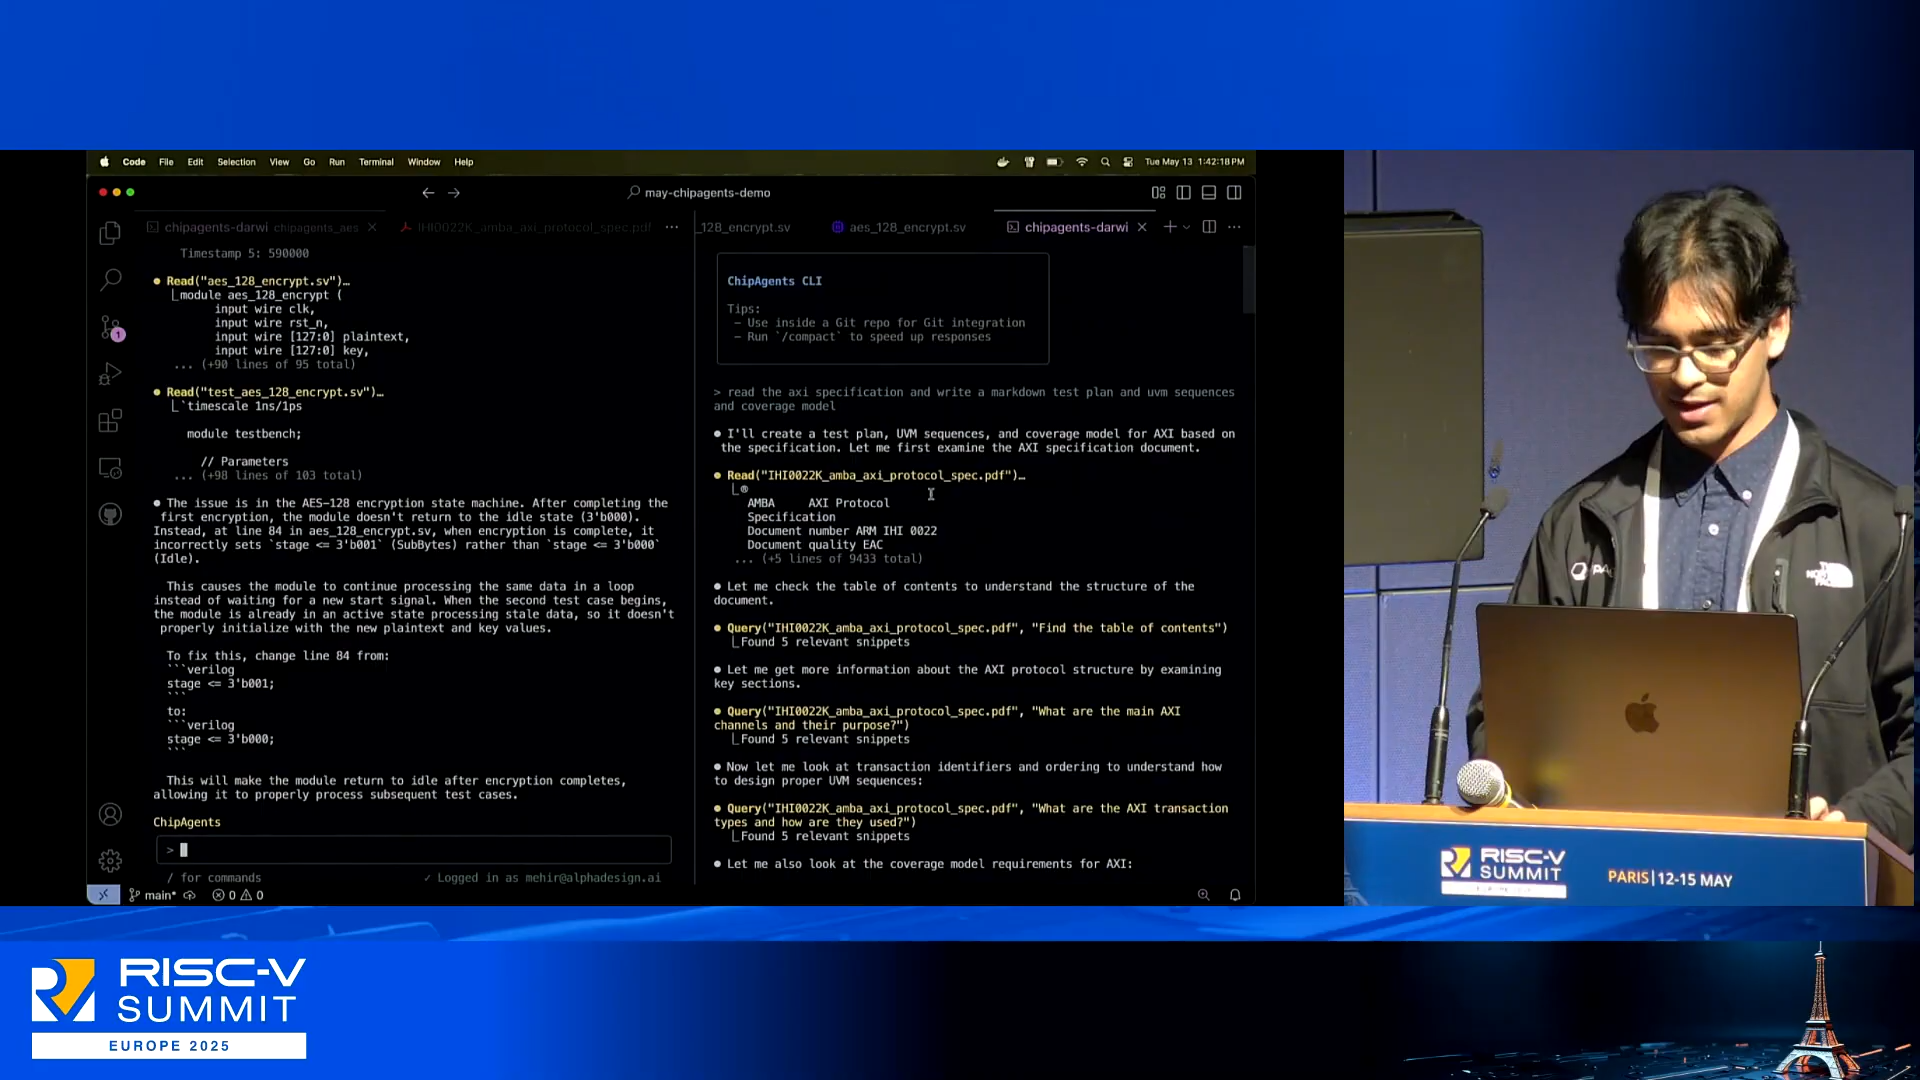 Code File Edit Selection View Go Run Terminal Window Help
Tue May 13 1:42:18 PM
may-chipagents-demo
chipagents-darwi chipagents_aes
IHI0022K_amba_axi_protocol_spec.pdf
_128_encrypt.sv
aes_128_encrypt.sv
chipagents-darwi
Timestamp 5: 590000
Read("aes_128_encrypt.sv")…
module aes_128_encrypt (
input wire clk,
input wire rst_n,
input wire [127:0] plaintext,
input wire [127:0] key,
... (+90 lines of 95 total)
Read("test_aes_128_encrypt.sv")…
`timescale 1ns/1ps
module testbench;
// Parameters
... (+98 lines of 103 total)
The issue is in the AES-128 encryption state machine. After completing the
first encryption, the module doesn't return to the idle state (3'b000).
Instead, at line 84 in aes_128_encrypt.sv, when encryption is complete, it
incorrectly sets `stage <= 3'b001` (SubBytes) rather than `stage <= 3'b000`
(Idle).
This causes the module to continue processing the same data in a loop
instead of waiting for a new start signal. When the second test case begins,
the module is already in an active state processing stale data, so it doesn't
properly initialize with the new plaintext and key values.
To fix this, change line 84 from:
```verilog
stage <= 3'b001;
```
to:
```verilog
stage <= 3'b000;
```
This will make the module return to idle after encryption completes,
allowing it to properly process subsequent test cases.
ChipAgents
>
/ for commands
✓ Logged in as mehir@alphadesign.ai
ChipAgents CLI
Tips:
– Use inside a Git repo for Git integration
– Run `/compact` to speed up responses
> read the axi specification and write a markdown test plan and uvm sequences
and coverage model
I'll create a test plan, UVM sequences, and coverage model for AXI based on
the specification. Let me first examine the AXI specification document.
Read("IHI0022K_amba_axi_protocol_spec.pdf")…
®
AMBA AXI Protocol
Specification
Document number ARM IHI 0022
Document quality EAC
... (+5 lines of 9433 total)
Let me check the table of contents to understand the structure of the
document.
Query("IHI0022K_amba_axi_protocol_spec.pdf", "Find the table of contents")
Found 5 relevant snippets
Let me get more information about the AXI protocol structure by examining
key sections.
Query("IHI0022K_amba_axi_protocol_spec.pdf", "What are the main AXI
channels and their purpose?")
Found 5 relevant snippets
Now let me look at transaction identifiers and ordering to understand how
to design proper UVM sequences:
Query("IHI0022K_amba_axi_protocol_spec.pdf", "What are the AXI transaction
types and how are they used?")
Found 5 relevant snippets
Let me also look at the coverage model requirements for AXI:
1
main* 0 0
THE NORTH FACE
RISC-V
SUMMIT
PARIS | 12-15 MAY
RISC-V
SUMMIT
EUROPE 2025